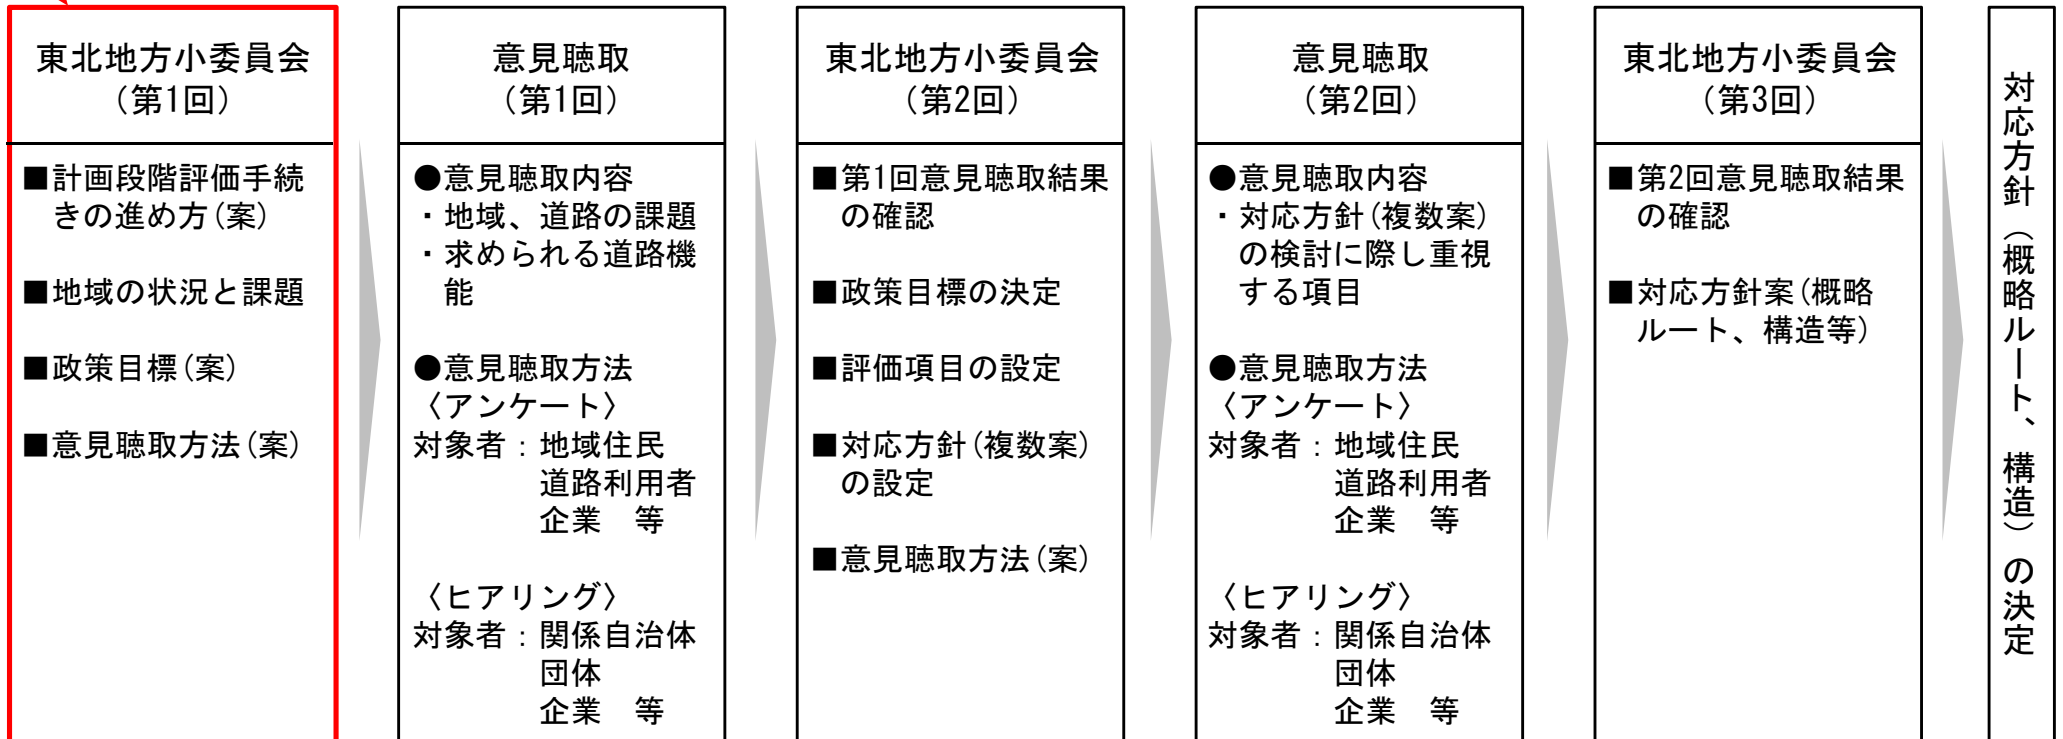 東北地方小委員会
（第1回）
■計画段階評価手続
きの進め方（案）
■地域の状況と課題
■政策目標（案）
■意見聴取方法（案）
意見聴取
（第1回）
●意見聴取内容
・地域、道路の課題
・求められる道路機
能
●意見聴取方法
〈アンケート〉
対象者：地域住民
道路利用者
企業　等
〈ヒアリング〉
対象者：関係自治体
団体
企業　等
東北地方小委員会
（第2回）
■第1回意見聴取結果
の確認
■政策目標の決定
■評価項目の設定
■対応方針（複数案）
の設定
■意見聴取方法（案）
意見聴取
（第2回）
●意見聴取内容
・対応方針（複数案）
の検討に際し重視
する項目
●意見聴取方法
〈アンケート〉
対象者：地域住民
道路利用者
企業　等
〈ヒアリング〉
対象者：関係自治体
団体
企業　等
東北地方小委員会
（第3回）
■第2回意見聴取結果
の確認
■対応方針案（概略
ルート、構造等）
対応方針（概略ルート、構造）の決定